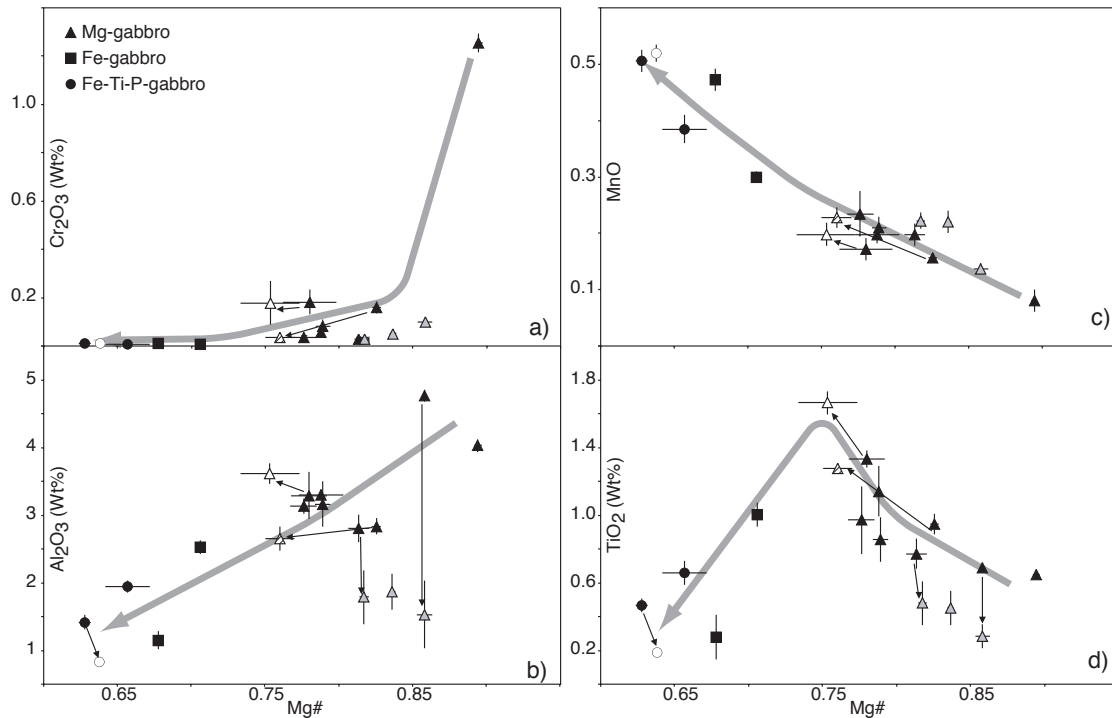 Mg-gabbro
Fe-gabbro
Fe-Ti-P-gabbro
1.0
0.6
0.2
Cr₂O₃ (Wt%)
a)
0.5
0.3
0.1
MnO
c)
5
4
3
2
1
Al₂O₃ (Wt%)
b)
0.65
0.75
0.85
Mg#
1.8
1.4
1.0
0.6
0.2
TiO₂ (Wt%)
d)
0.65
0.75
0.85
Mg#